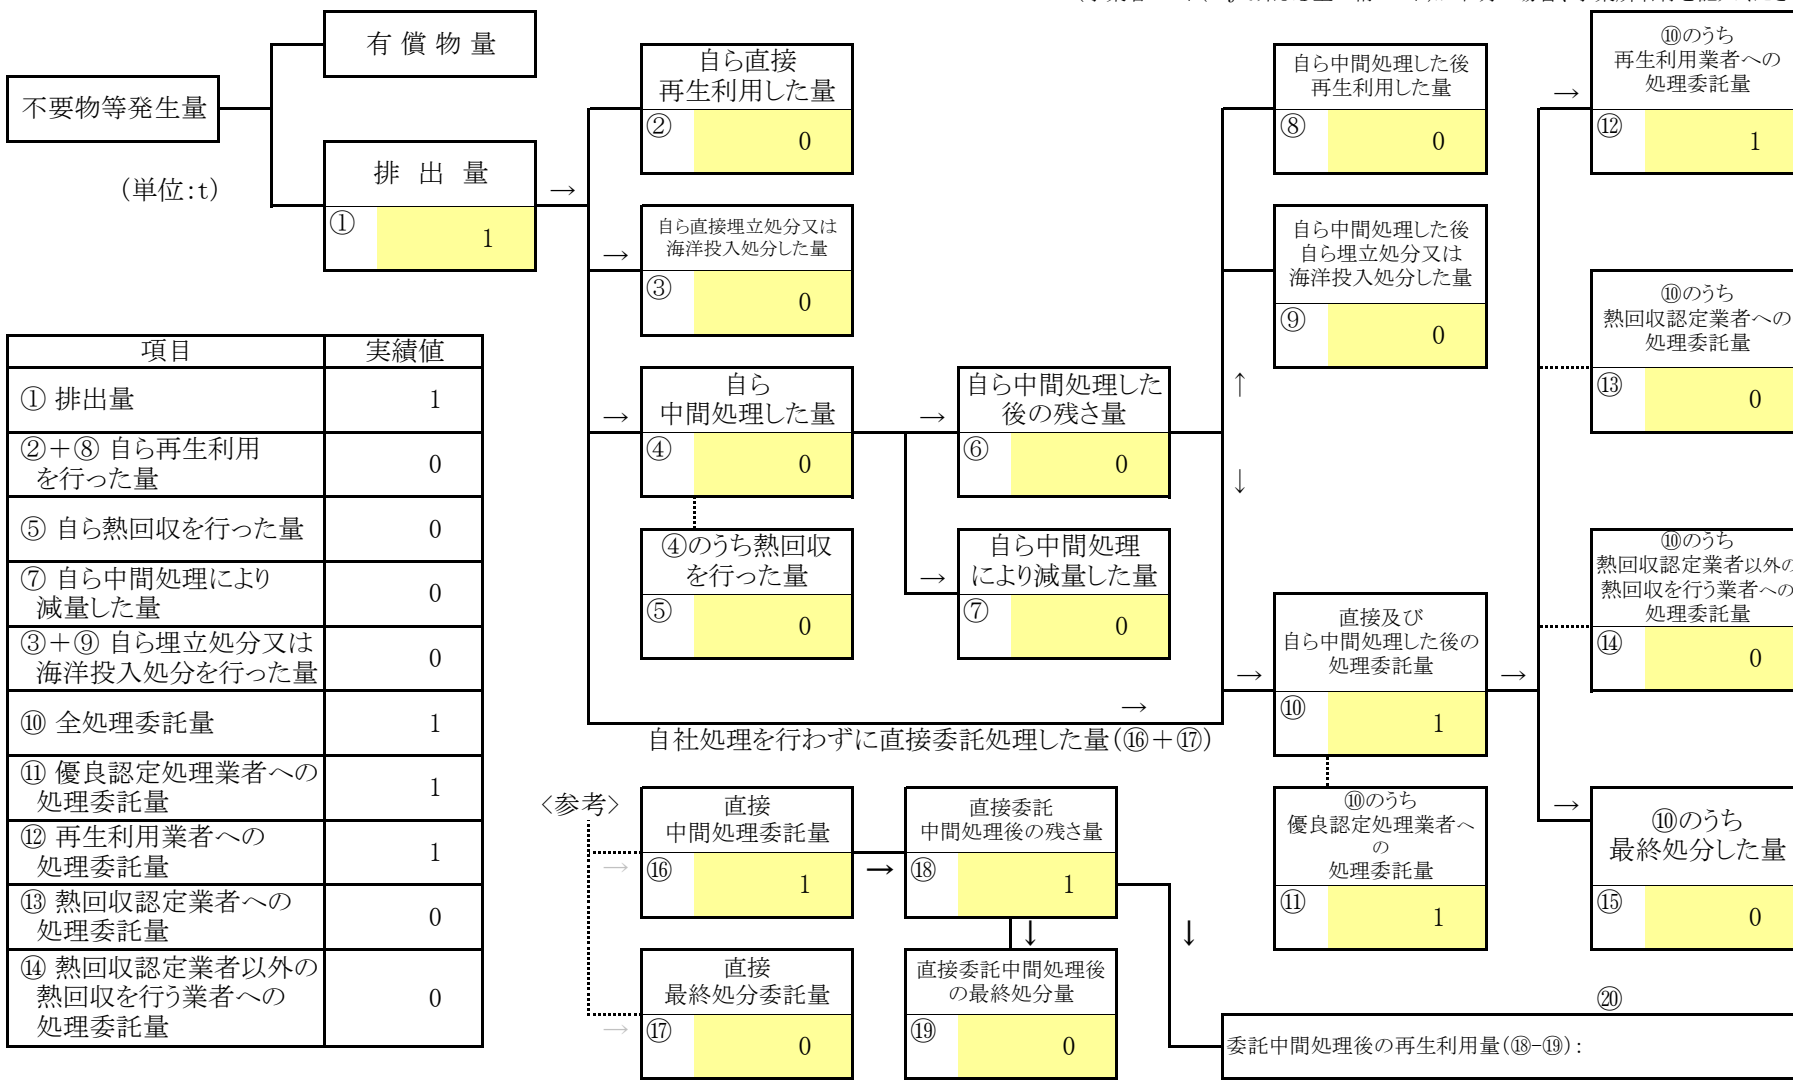 有 償 物 量
不要物等発生量
(単位:t)
排 出 量
①
1
→
自ら直接
再生利用した量
②
0
→
自ら直接埋立処分又は
海洋投入処分した量
③
0
→
自ら
中間処理した量
④
0
④のうち熱回収
を行った量
⑤
0
→
自ら中間処理した
後の残さ量
⑥
0
→
自ら中間処理
により減量した量
⑦
0
自ら中間処理した後
再生利用した量
⑧
0
自ら中間処理した後
自ら埋立処分又は
海洋投入処分した量
⑨
0
↑
↓
→
自社処理を行わずに直接委託処理した量(⑯+⑰)
→
直接及び
自ら中間処理した後の
処理委託量
⑩
1
⑩のうち
優良認定処理業者へ
の
処理委託量
⑪
1
→
→
⑩のうち
再生利用業者への
処理委託量
⑫
1
⑩のうち
熱回収認定業者への
処理委託量
⑬
0
⑩のうち
熱回収認定業者以外の
熱回収を行う業者への
処理委託量
⑭
0
→
⑩のうち
最終処分した量
⑮
0
項目 実績値
① 排出量 1
②+⑧ 自ら再生利用
を行った量 0
⑤ 自ら熱回収を行った量 0
⑦ 自ら中間処理により
減量した量 0
③+⑨ 自ら埋立処分又は
海洋投入処分を行った量 0
⑩ 全処理委託量 1
⑪ 優良認定処理業者への
処理委託量 1
⑫ 再生利用業者への
処理委託量 1
⑬ 熱回収認定業者への
処理委託量 0
⑭ 熱回収認定業者以外の
熱回収を行う業者への
処理委託量 0
〈参考〉
→
直接
中間処理委託量
⑯
1
→
直接委託
中間処理後の残さ量
⑱
1
↓
↓
→
直接
最終処分委託量
⑰
0
直接委託中間処理後
の最終処分量
⑲
0
⑳
委託中間処理後の再生利用量(⑱-⑲):